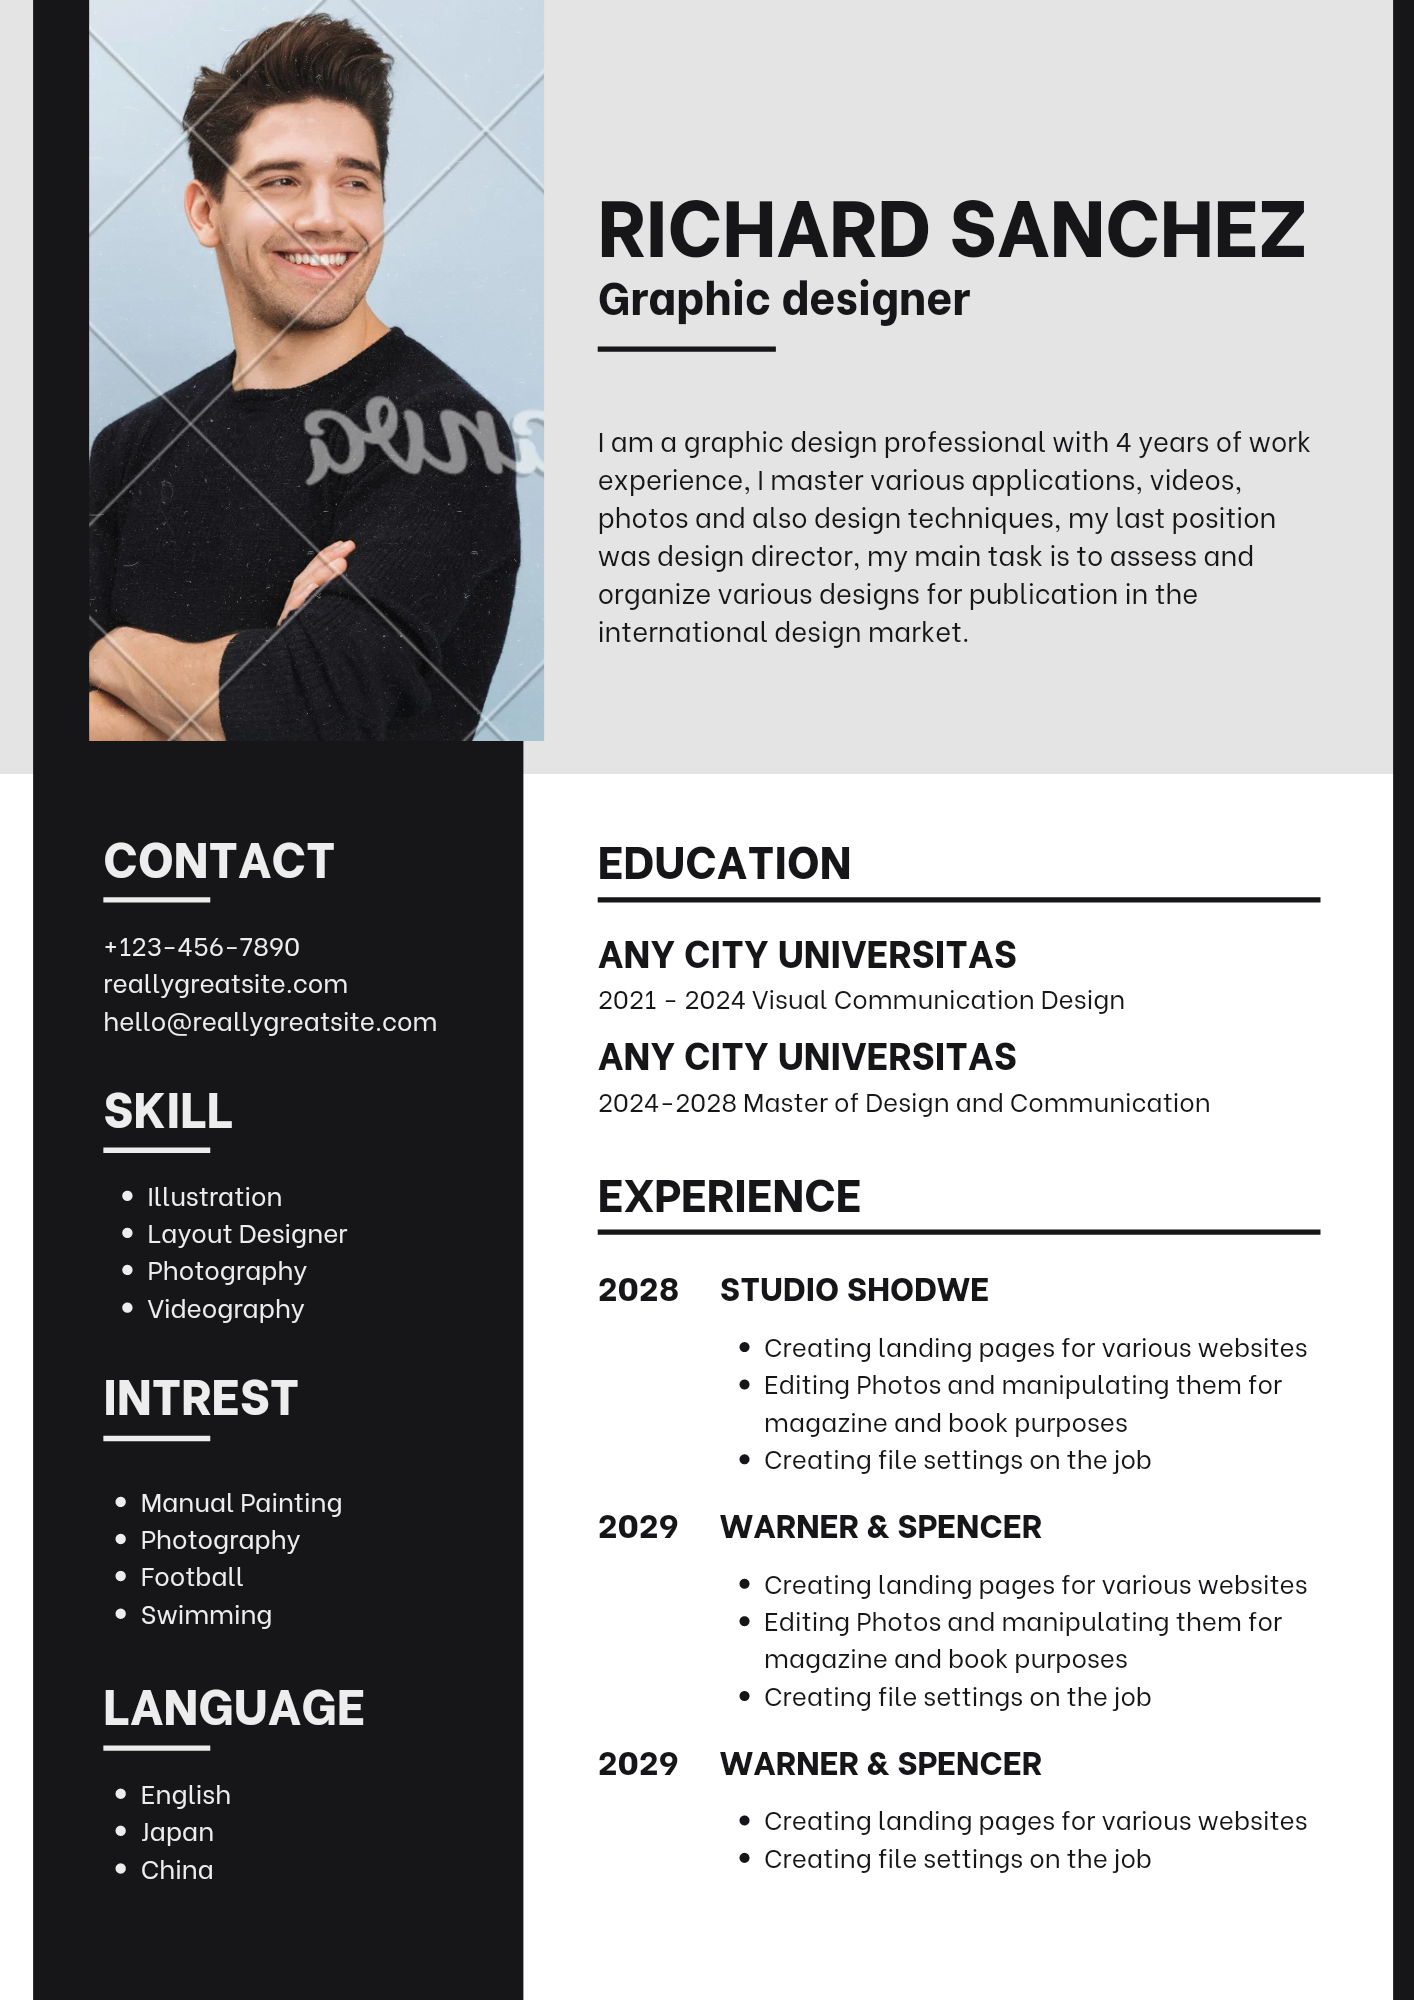 RICHARD SANCHEZ
Graphic designer
I am a graphic design professional with 4 years of work
experience, I master various applications, videos,
photos and also design techniques, my last position
was design director, my main task is to assess and
organize various designs for publication in the
international design market.
CONTACT
+123-456-7890
reallygreatsite.com
hello@reallygreatsite.com
SKILL
Illustration
Layout Designer
Photography
Videography
INTREST
Manual Painting
Photography
Football
Swimming
LANGUAGE
English
Japan
China
EDUCATION
ANY CITY UNIVERSITAS
2021 - 2024 Visual Communication Design
ANY CITY UNIVERSITAS
2024-2028 Master of Design and Communication
EXPERIENCE
2028 STUDIO SHODWE
Creating landing pages for various websites
Editing Photos and manipulating them for
magazine and book purposes
Creating file settings on the job
2029 WARNER & SPENCER
Creating landing pages for various websites
Editing Photos and manipulating them for
magazine and book purposes
Creating file settings on the job
2029 WARNER & SPENCER
Creating landing pages for various websites
Creating file settings on the job